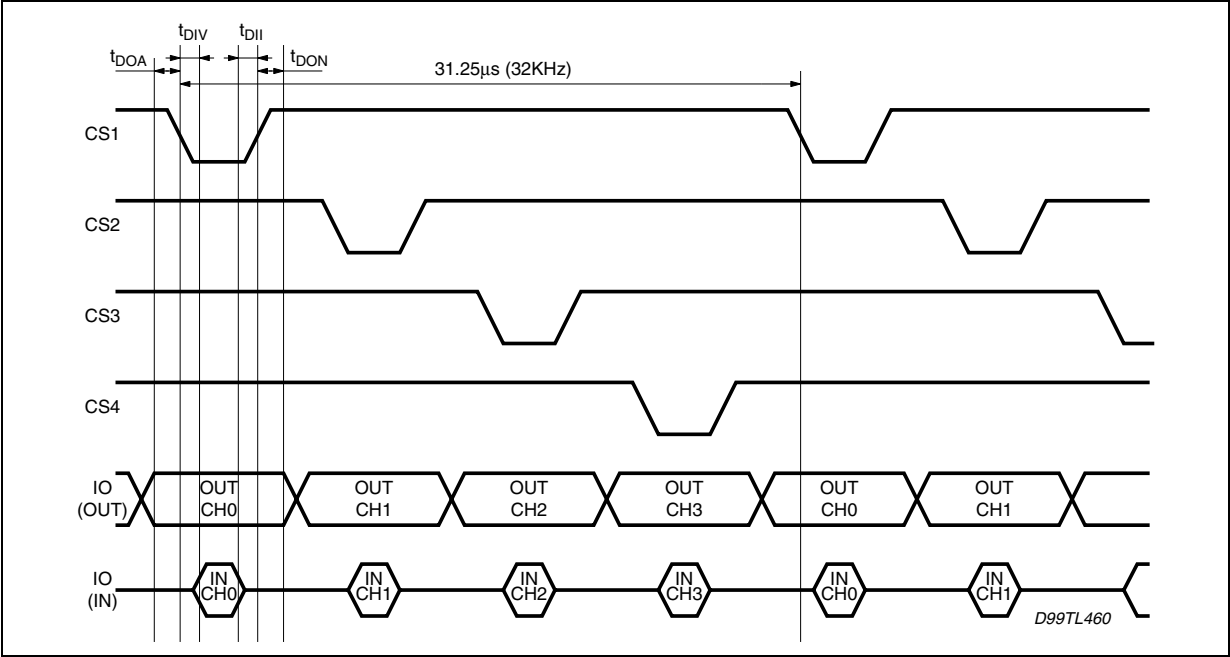 tDIV
tDII
tDOA
tDON
31.25µs (32KHz)
CS1
CS2
CS3
CS4
IO
(OUT)
OUT
CH0
OUT
CH1
OUT
CH2
OUT
CH3
OUT
CH0
OUT
CH1
IO
(IN)
IN
CH0
IN
CH1
IN
CH2
IN
CH3
IN
CH0
IN
CH1
D99TL460